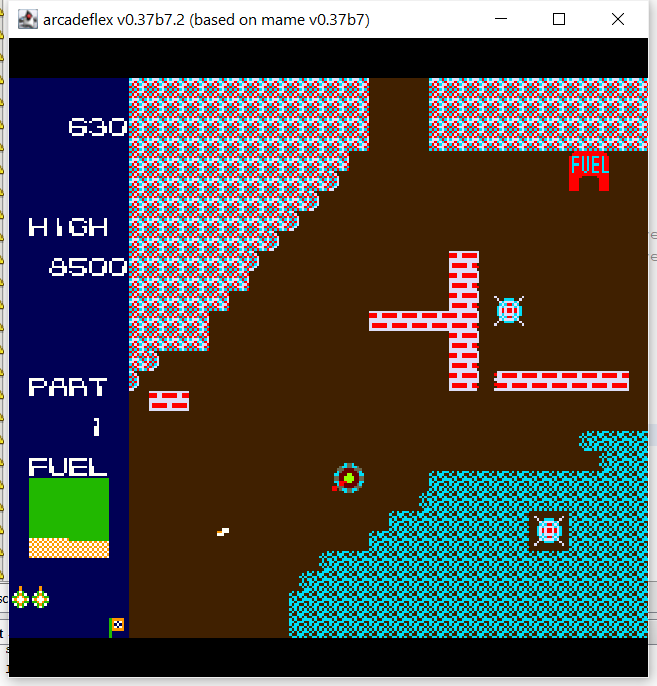 arcadeflex v0.37b7.2 (based on mame v0.37b7)
630
HIGH
8500
PART
1
FUEL
FUEL